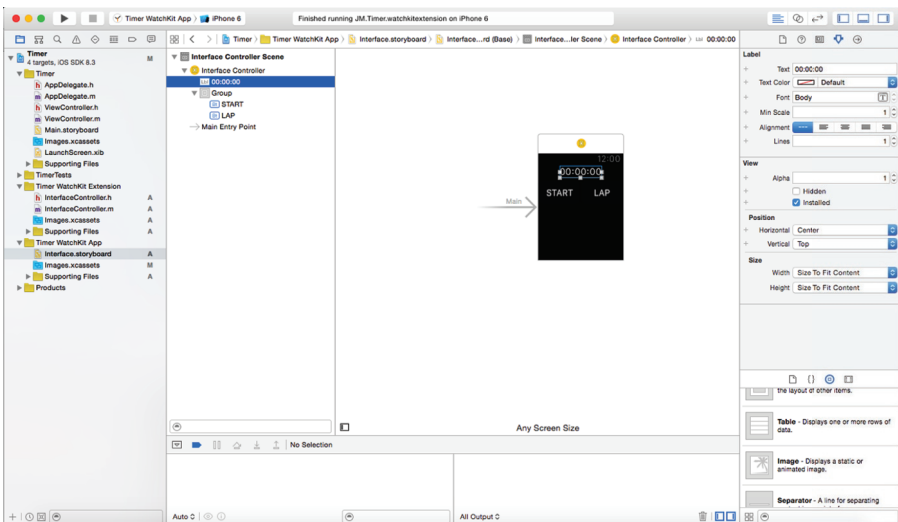 Timer WatchKit App
iPhone 6
Finished running JM.Timer.watchkitextension on iPhone 6
Timer
4 targets, iOS SDK 8.3
M
Timer
AppDelegate.h
AppDelegate.m
ViewController.h
ViewController.m
Main.storyboard
Images.xcassets
LaunchScreen.xib
Supporting Files
TimerTests
Timer WatchKit Extension
InterfaceController.h A
InterfaceController.m A
Images.xcassets A
Supporting Files A
Timer WatchKit App
Interface.storyboard A
Images.xcassets M
Supporting Files A
Products
Timer
Timer WatchKit App
Interface.storyboard
Interface...rd (Base)
Interface...ler Scene
Interface Controller
00:00:00
Interface Controller Scene
Interface Controller
00:00:00
Group
START
LAP
Main Entry Point
Main
12:00
00:00:00
START LAP
Any Screen Size
No Selection
Auto
All Output
Label
Text 00:00:00
Text Color Default
Font Body
Min Scale 1
Alignment
Lines 1
View
Alpha 1
Hidden
Installed
Position
Horizontal Center
Vertical Top
Size
Width Size To Fit Content
Height Size To Fit Content
the layout of other items.
Table - Displays one or more rows of
data.
Image - Displays a static or
animated image.
Separator - A line for separating